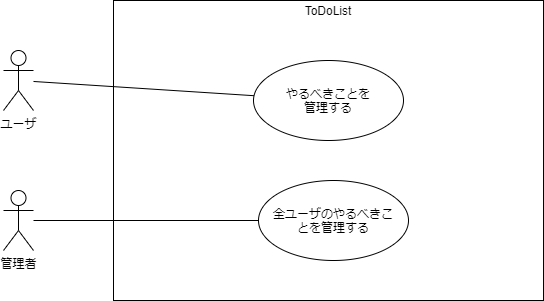 ToDoList
やるべきことを
管理する
ユーザ
全ユーザのやるべきこ
とを管理する
管理者